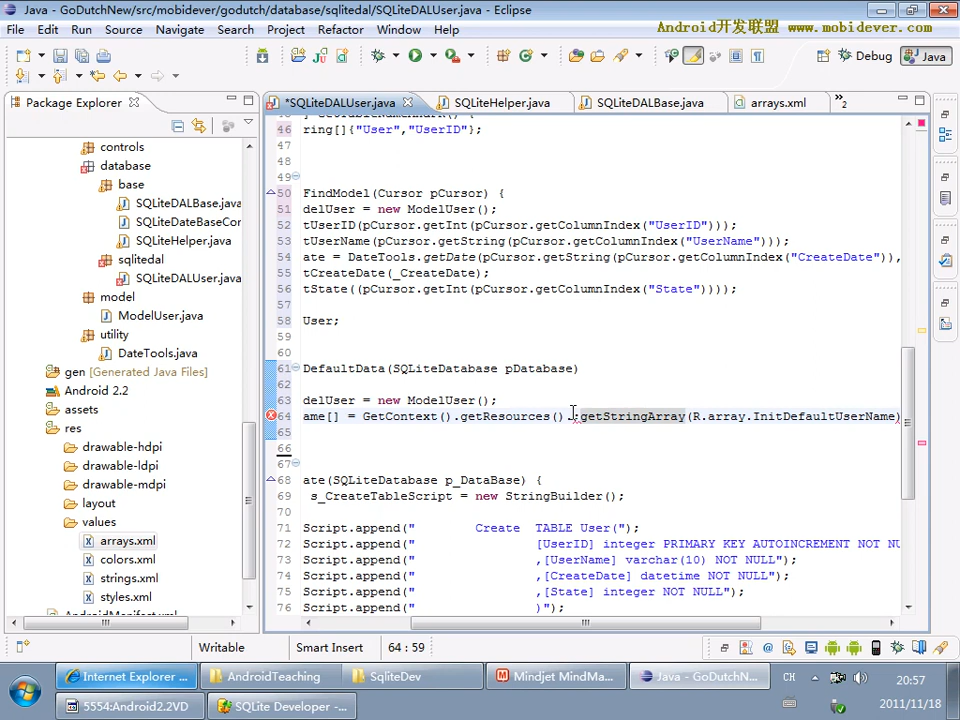 Java - GoDutchNew/src/mobidever/godutch/database/sqlitedal/SQLiteDALUser.java - Eclipse
File Edit Run Source Navigate Search Project Refactor Window Help
Android开发联盟 www.mobidever.com
Debug Java
Package Explorer
*SQLiteDALUser.java SQLiteHelper.java SQLiteDALBase.java arrays.xml »2
controls
database
base
SQLiteDALBase.java
SQLiteDateBaseCor
SQLiteHelper.java
sqlitedal
SQLiteDALUser.java
model
ModelUser.java
utility
DateTools.java
gen [Generated Java Files]
Android 2.2
assets
res
drawable-hdpi
drawable-ldpi
drawable-mdpi
layout
values
arrays.xml
colors.xml
strings.xml
styles.xml
AndroidManifest.xml
46 ring[]{"User","UserID"};
47
48
49
50 FindModel(Cursor pCursor) {
51 delUser = new ModelUser();
52 tUserID(pCursor.getInt(pCursor.getColumnIndex("UserID")));
53 tUserName(pCursor.getString(pCursor.getColumnIndex("UserName")));
54 ate = DateTools.getDate(pCursor.getString(pCursor.getColumnIndex("CreateDate")),
55 tCreateDate(_CreateDate);
56 tState((pCursor.getInt(pCursor.getColumnIndex("State"))));
57
58 User;
59
60
61 DefaultData(SQLiteDatabase pDatabase)
62
63 delUser = new ModelUser();
64 ame[] = GetContext().getResources().;getStringArray(R.array.InitDefaultUserName)
65
66
67
68 ate(SQLiteDatabase p_DataBase) {
69 s_CreateTableScript = new StringBuilder();
70
71 Script.append(" Create TABLE User(");
72 Script.append(" [UserID] integer PRIMARY KEY AUTOINCREMENT NOT NU
73 Script.append(" ,[UserName] varchar(10) NOT NULL");
74 Script.append(" ,[CreateDate] datetime NOT NULL");
75 Script.append(" ,[State] integer NOT NULL");
76 Script.append(" )");
Writable Smart Insert 64 : 59
Internet Explorer ... AndroidTeaching SqliteDev Mindjet MindMa... Java - GoDutchN... CH 20:57
5554:Android2.2VD SQLite Developer -... 2011/11/18